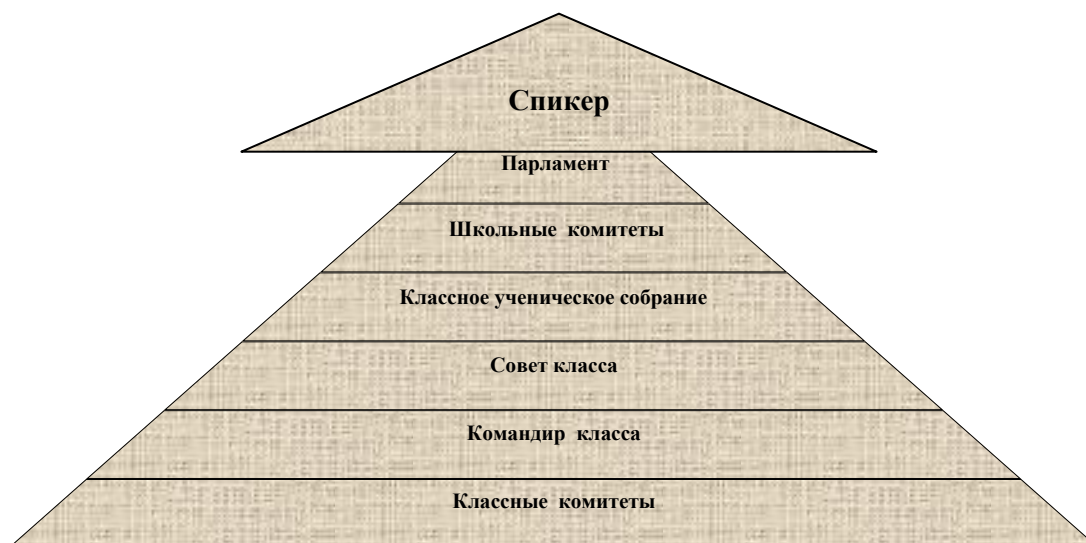 Спикер
Парламент
Школьные комитеты
Классное ученическое собрание
Совет класса
Командир класса
Классные комитеты